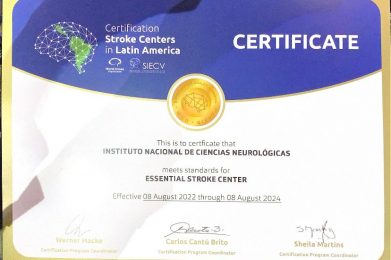 Certification
Stroke Centers
in Latin America
SIECV
CERTIFICATE
This is to certficate that
INSTITUTO NACIONAL DE CIENCIAS NEUROLÓGICAS
meets standards for
ESSENTIAL STROKE CENTER
Effective 08 August 2022 through 08 August 2024
Werner Hacke
Certification Program Coordinator
Carlos Cantú Brito
Certification Program Coordinator
Sheila Martins
Certification Program Coordinator